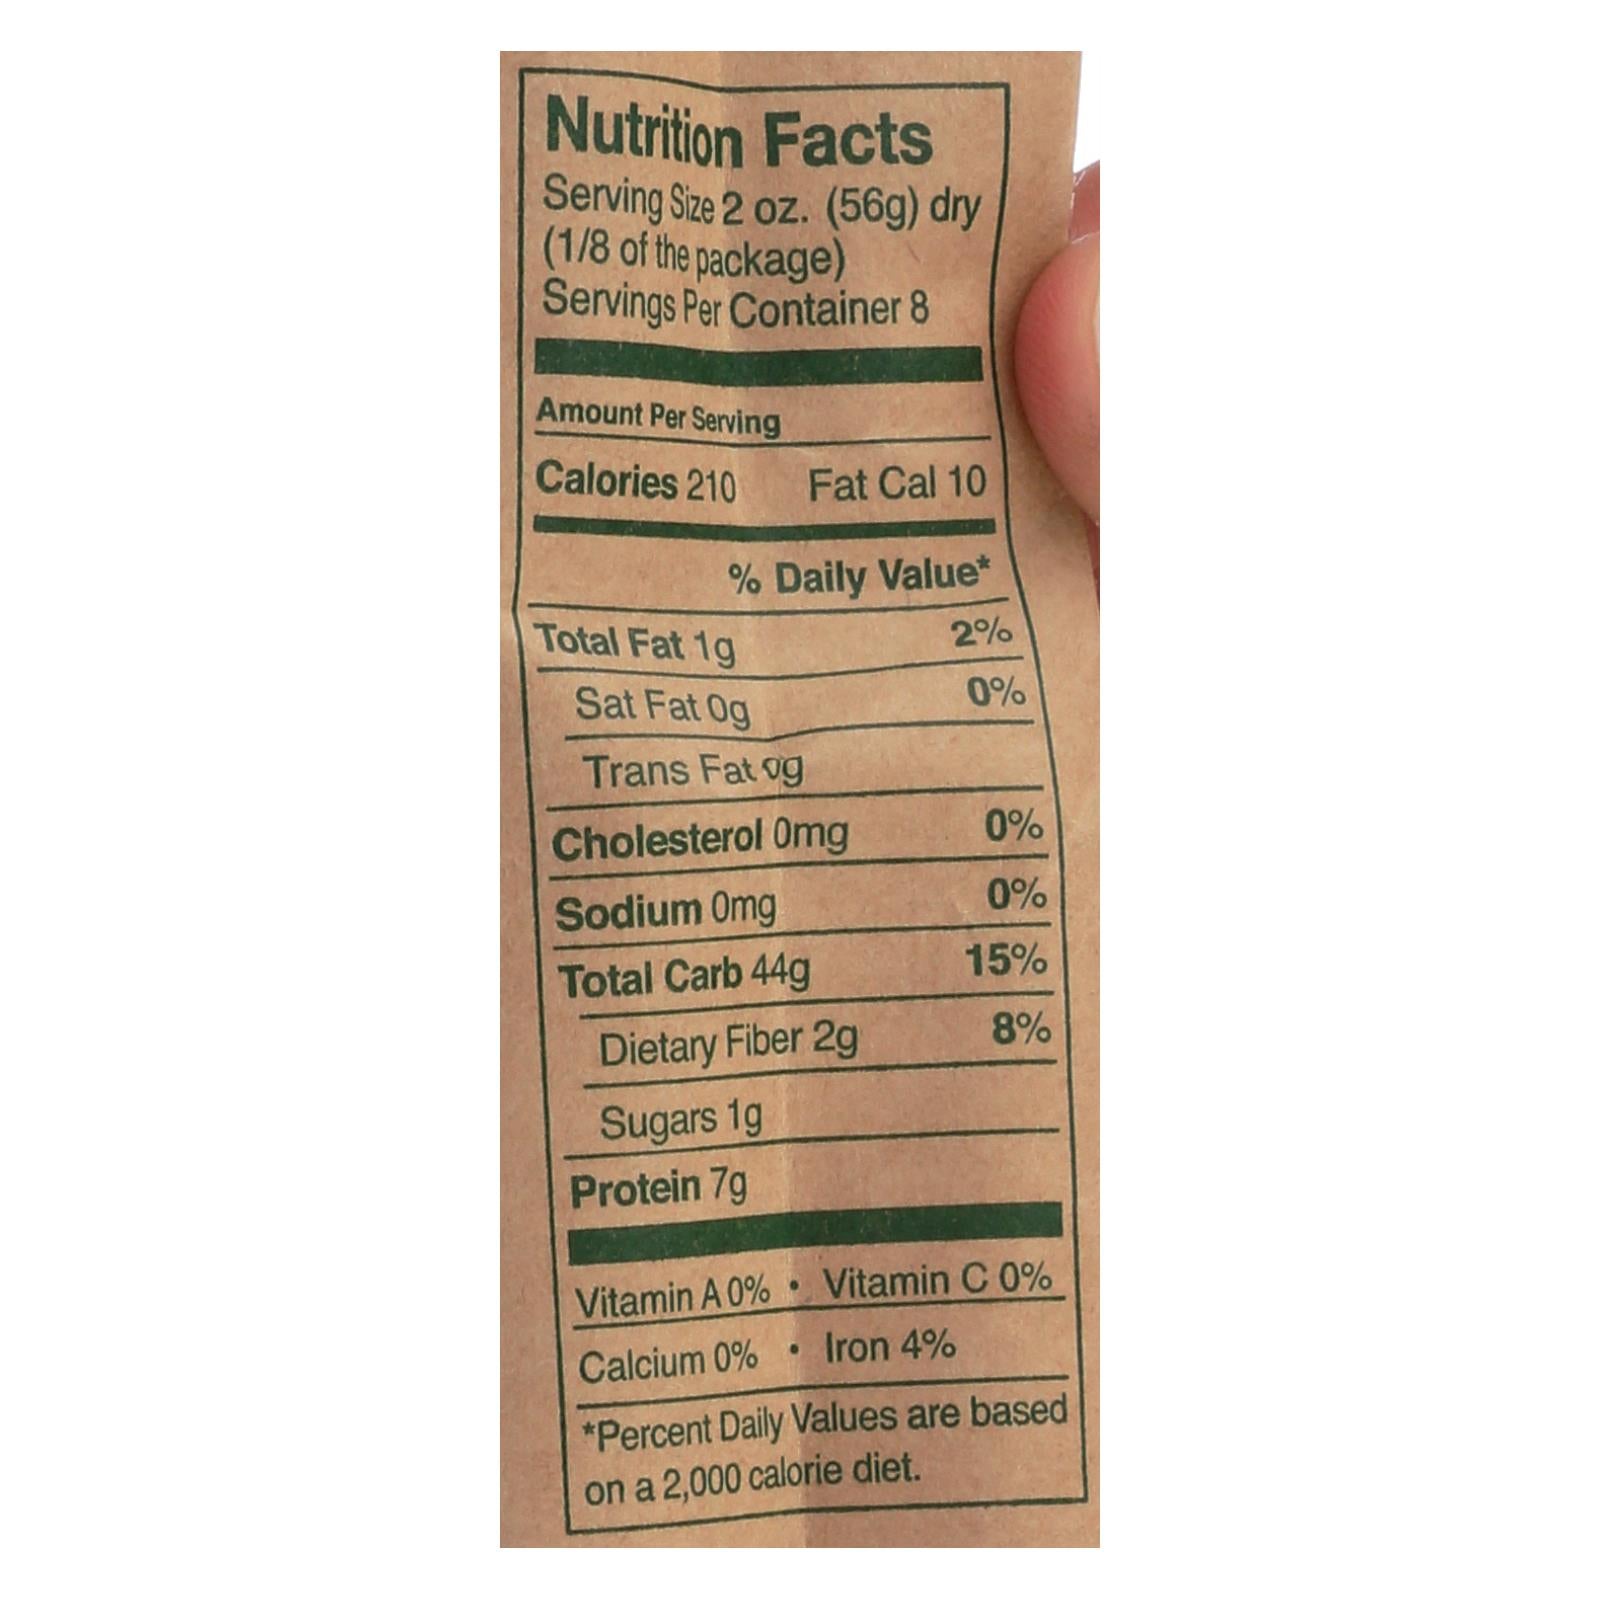 Nutrition Facts
Serving Size 2 oz. (56g) dry
(1/8 of the package)
Servings Per Container 8
Amount Per Serving
Calories 210 Fat Cal 10
% Daily Value*
Total Fat 1g 2%
Sat Fat 0g 0%
Trans Fat 0g
Cholesterol 0mg 0%
Sodium 0mg 0%
Total Carb 44g 15%
Dietary Fiber 2g 8%
Sugars 1g
Protein 7g
Vitamin A 0% • Vitamin C 0%
Calcium 0% • Iron 4%
*Percent Daily Values are based
on a 2,000 calorie diet.